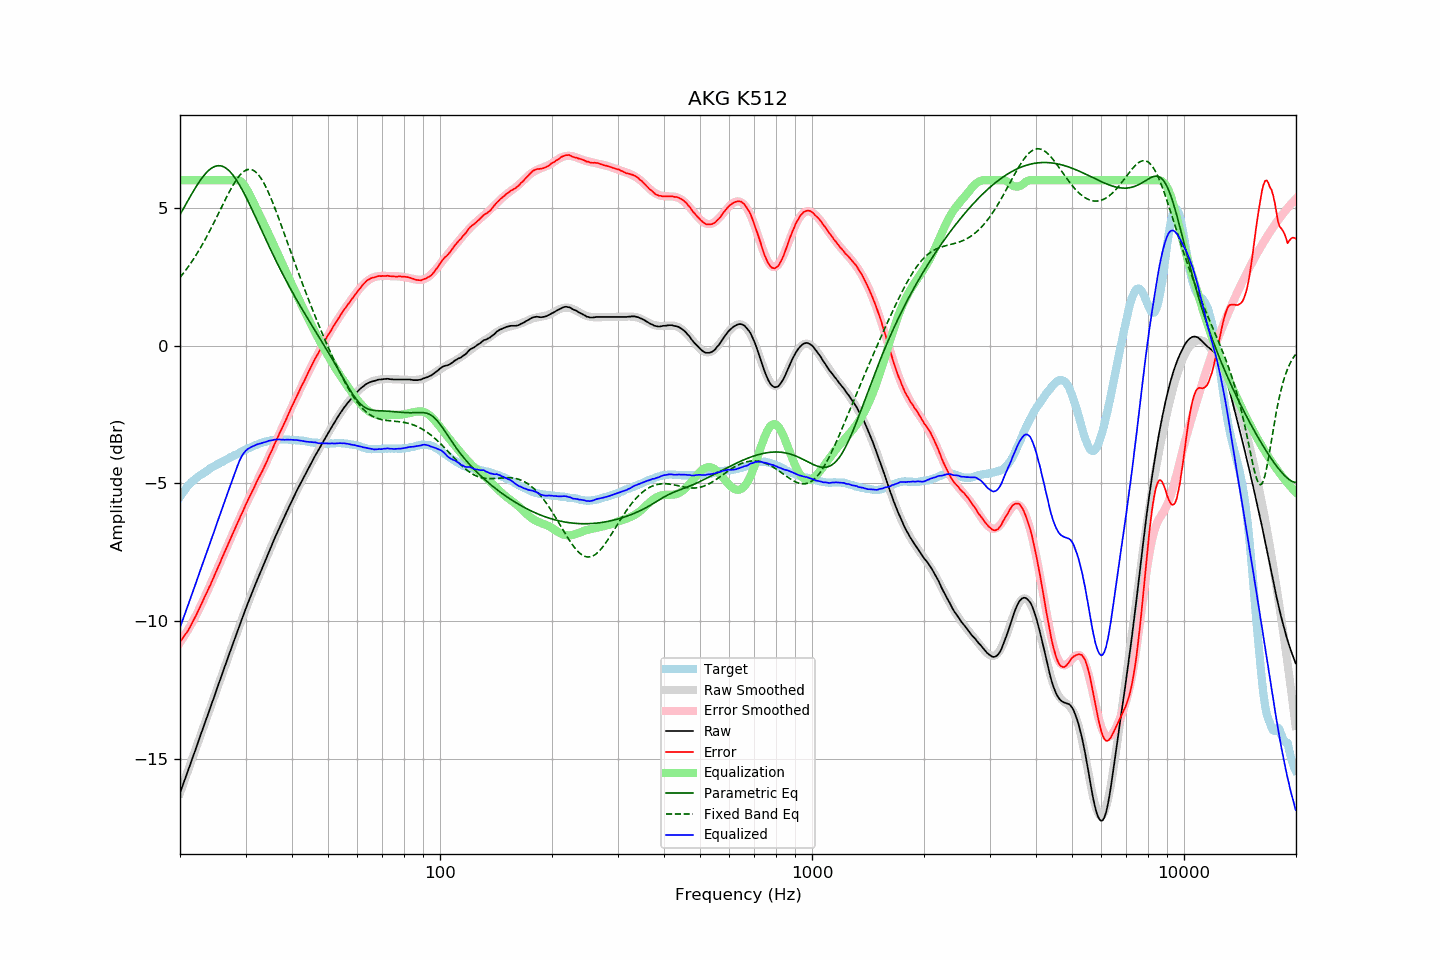 AKG K512
Amplitude (dBr)
5
0
−5
−10
−15
Target
Raw Smoothed
Error Smoothed
Raw
Error
Equalization
Parametric Eq
Fixed Band Eq
Equalized
100
1000
10000
Frequency (Hz)